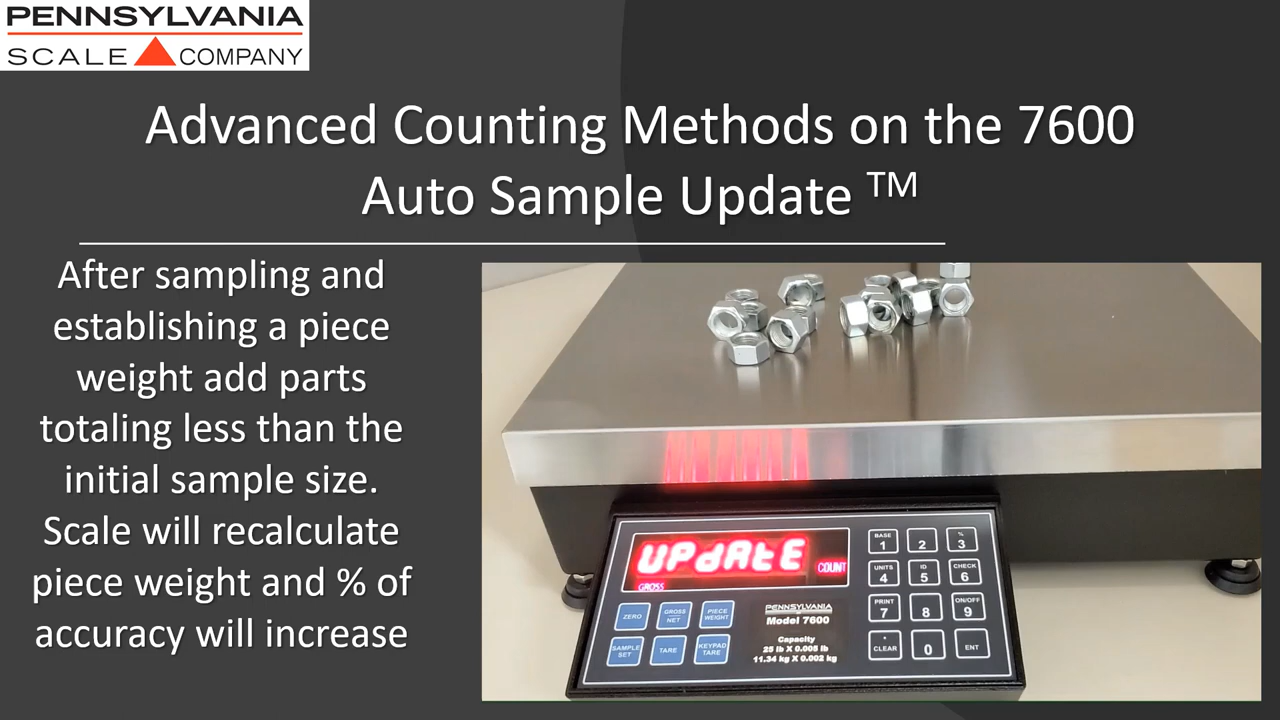 PENNSYLVANIA
SCALE COMPANY
Advanced Counting Methods on the 7600
Auto Sample Update TM
After sampling and
establishing a piece
weight add parts
totaling less than the
initial sample size.
Scale will recalculate
piece weight and % of
accuracy will increase
UPdAtE
COUNT
GROSS
BASE
1
2
%
3
UNITS
4
ID
5
CHECK
6
PRINT
7
8
ON/OFF
9
CLEAR
0
ENT
ZERO
GROSS
NET
PIECE
WEIGHT
SAMPLE
SET
TARE
KEYPAD
TARE
PENNSYLVANIA
Model 7600
Capacity
25 lb X 0.005 lb
11.34 kg X 0.002 kg